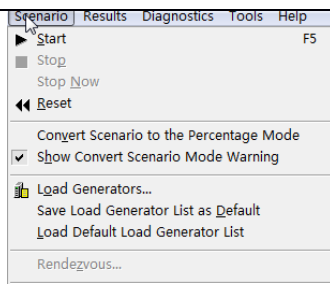 Scenario Results Diagnostics Tools Help
Start F5
Stop
Stop Now
Reset
Convert Scenario to the Percentage Mode
Show Convert Scenario Mode Warning
Load Generators...
Save Load Generator List as Default
Load Default Load Generator List
Rendezvous...